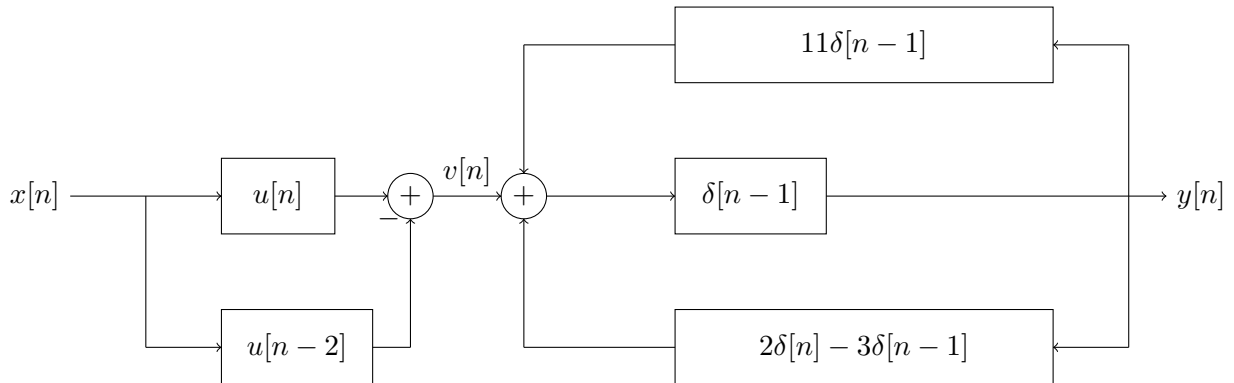 11δ[n − 1]
x[n]
u[n]
+
−
v[n]
+
δ[n − 1]
y[n]
u[n − 2]
2δ[n] − 3δ[n − 1]